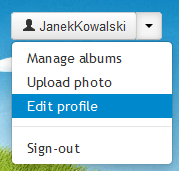 JanekKowalski
Manage albums
Upload photo
Edit profile
Sign-out